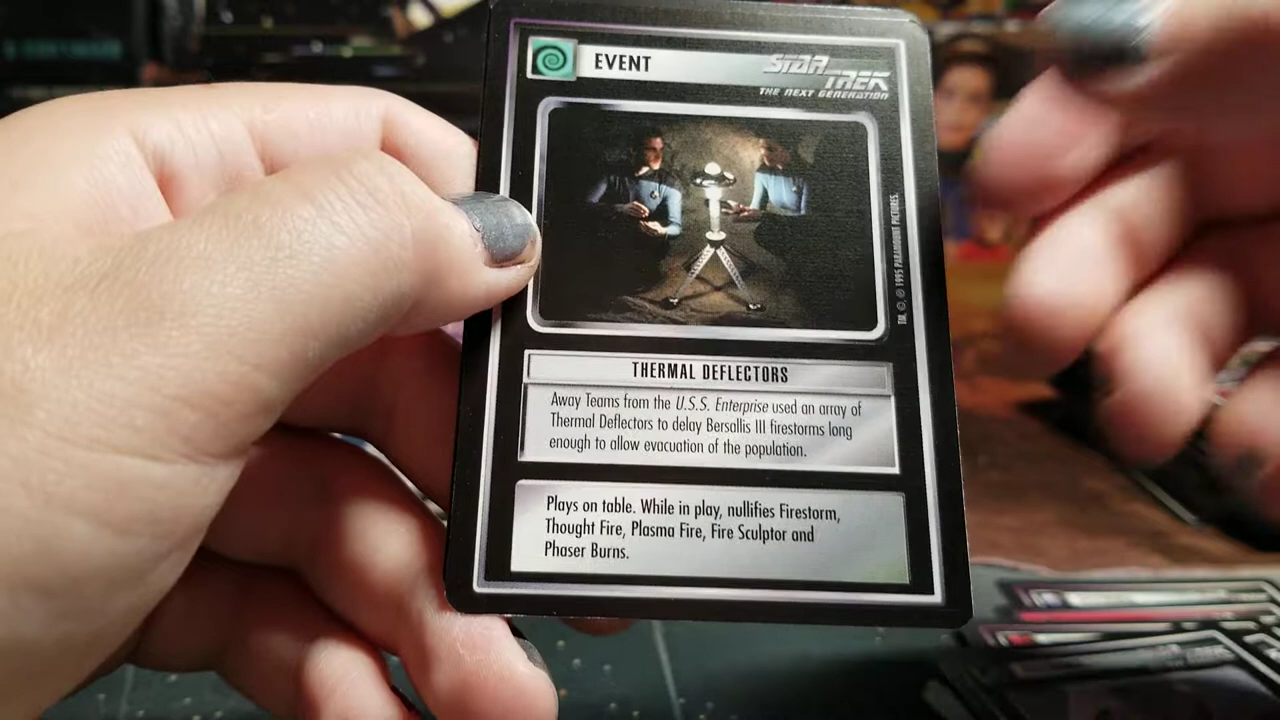 EVENT
STAR TREK
THE NEXT GENERATION
TM, ©, ® 1995 PARAMOUNT PICTURES.
THERMAL DEFLECTORS
Away Teams from the U.S.S. Enterprise used an array of
Thermal Deflectors to delay Bersallis III firestorms long
enough to allow evacuation of the population.
Plays on table. While in play, nullifies Firestorm,
Thought Fire, Plasma Fire, Fire Sculptor and
Phaser Burns.